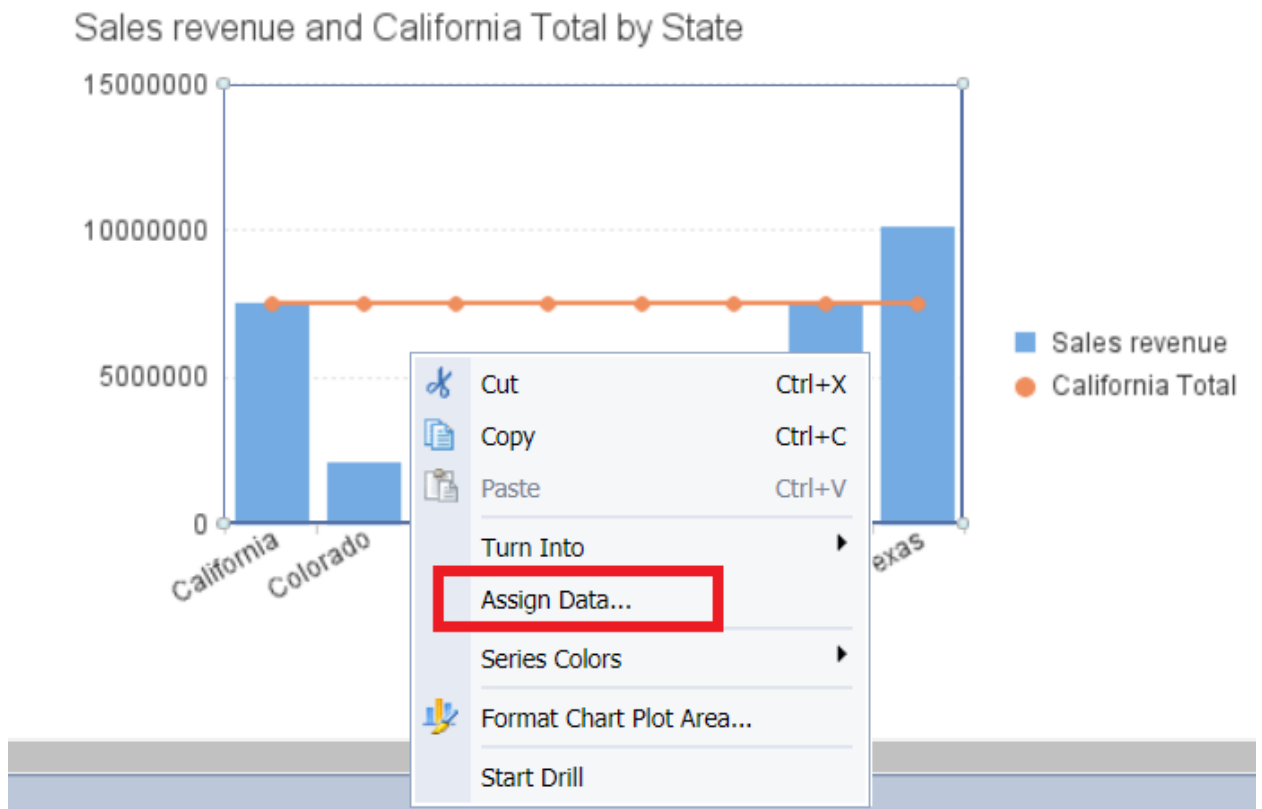 Sales revenue and California Total by State
15000000
10000000
5000000
0
California
Colorado
exas
Sales revenue
California Total
Cut Ctrl+X
Copy Ctrl+C
Paste Ctrl+V
Turn Into
Assign Data...
Series Colors
Format Chart Plot Area...
Start Drill